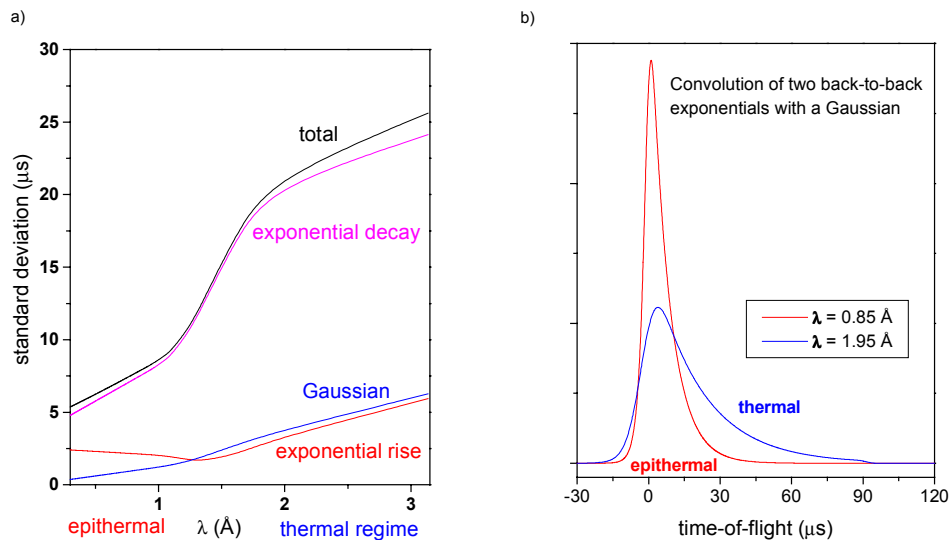 a)
30
25
20
15
10
5
0
standard deviation (μs)
total
exponential decay
Gaussian
exponential rise
1
2
3
epithermal
λ (Å)
thermal regime
b)
Convolution of two back-to-back
exponentials with a Gaussian
λ = 0.85 Å
λ = 1.95 Å
thermal
epithermal
-30
0
30
60
90
120
time-of-flight (μs)